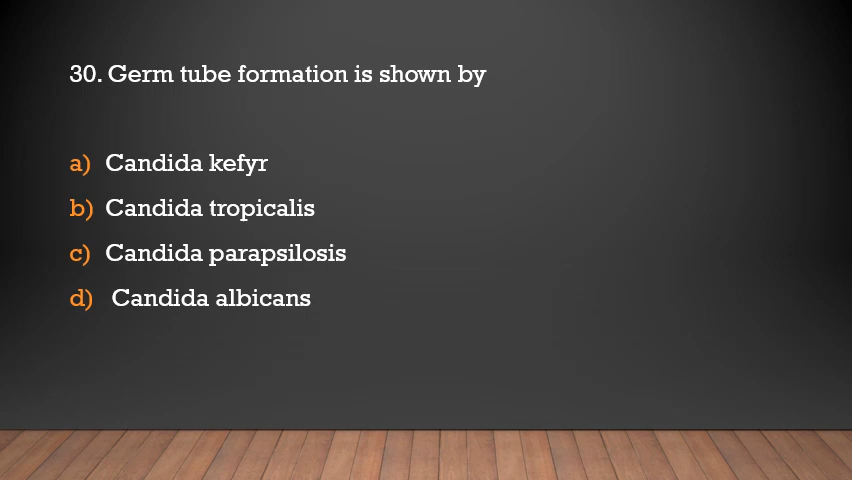 30. Germ tube formation is shown by
a) Candida kefyr
b) Candida tropicalis
c) Candida parapsilosis
d) Candida albicans